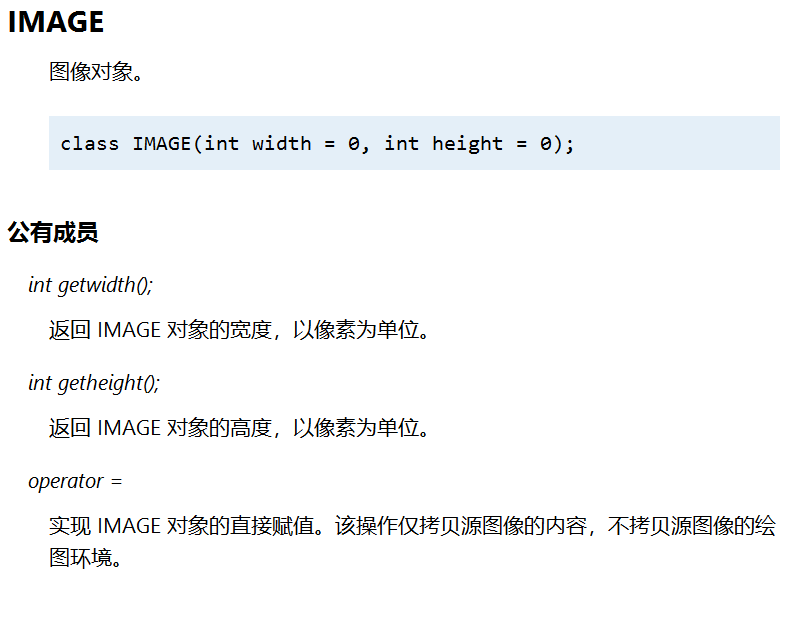 IMAGE
图像对象。
class IMAGE(int width = 0, int height = 0);
公有成员
int getwidth();
返回 IMAGE 对象的宽度，以像素为单位。
int getheight();
返回 IMAGE 对象的高度，以像素为单位。
operator =
实现 IMAGE 对象的直接赋值。该操作仅拷贝源图像的内容，不拷贝源图像的绘
图环境。